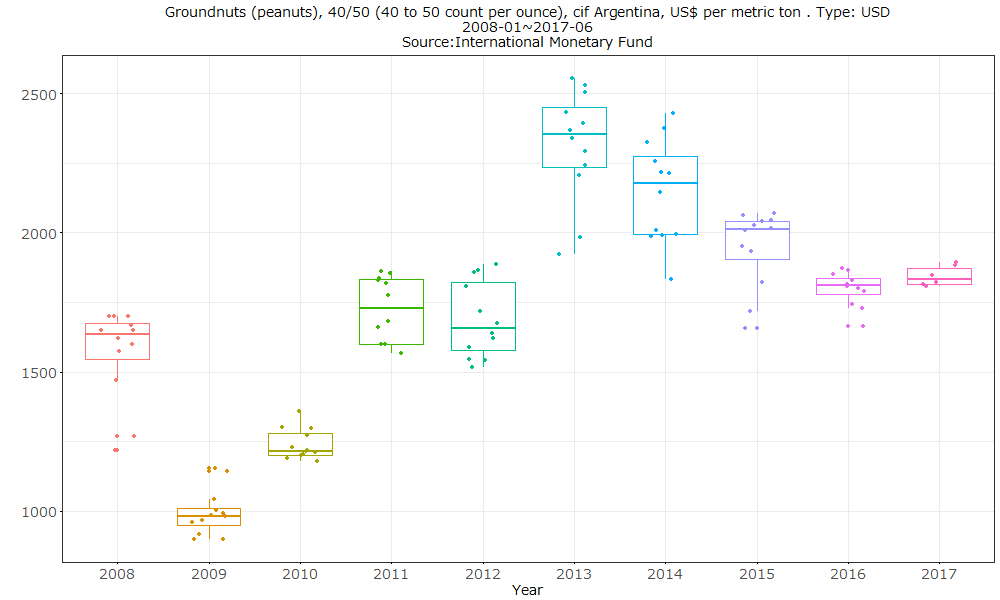 Groundnuts (peanuts), 40/50 (40 to 50 count per ounce), cif Argentina, US$ per metric ton . Type: USD
2008-01~2017-06
Source:International Monetary Fund
2500
2000
1500
1000
2008 2009 2010 2011 2012 2013 2014 2015 2016 2017
Year